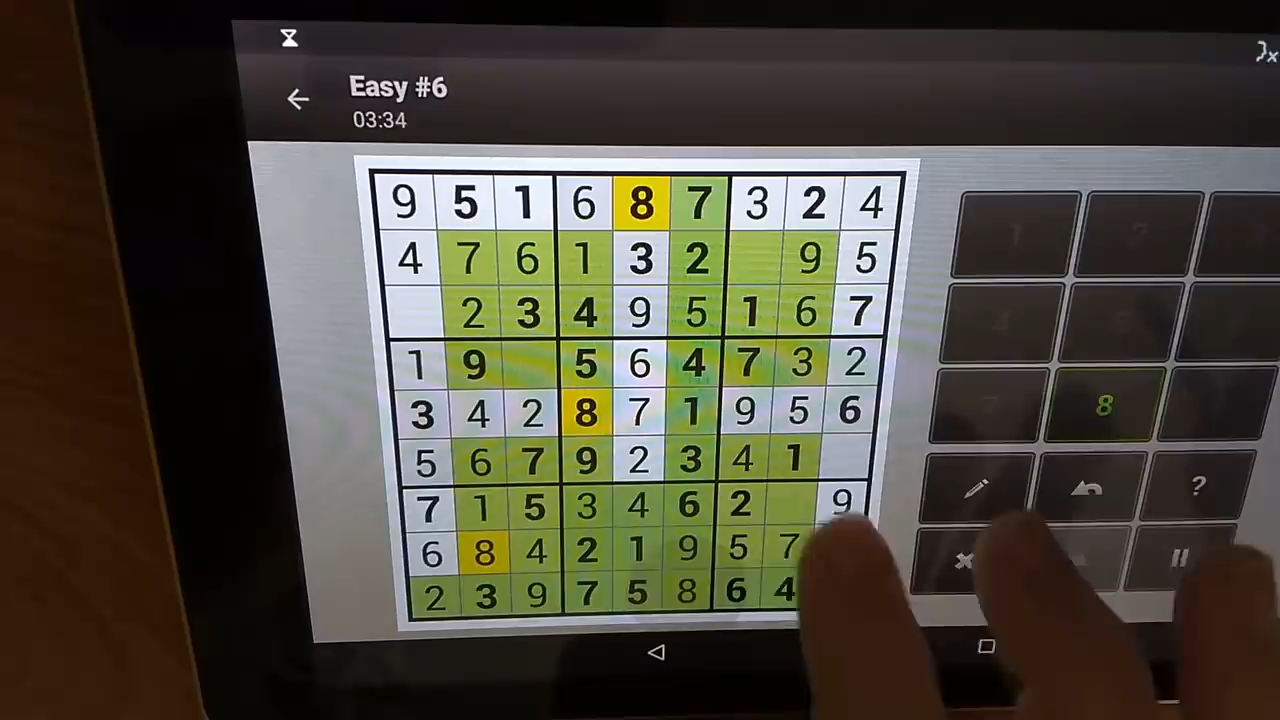 Easy #6
03:34
9 5 1 6 8 7 3 2 4
4 7 6 1 3 2 9 5
2 3 4 9 5 1 6 7
1 9 5 6 4 7 3 2
3 4 2 8 7 1 9 5 6
5 6 7 9 2 3 4 1
7 1 5 3 4 6 2 9
6 8 4 2 1 9 5 7
2 3 9 7 5 8 6 4
1 2
8
?